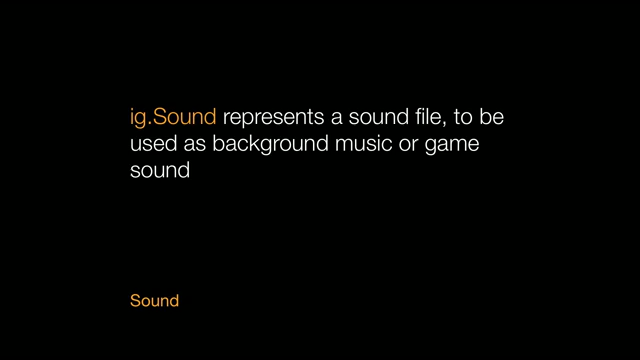 ig.Sound represents a sound file, to be
used as background music or game
sound
Sound